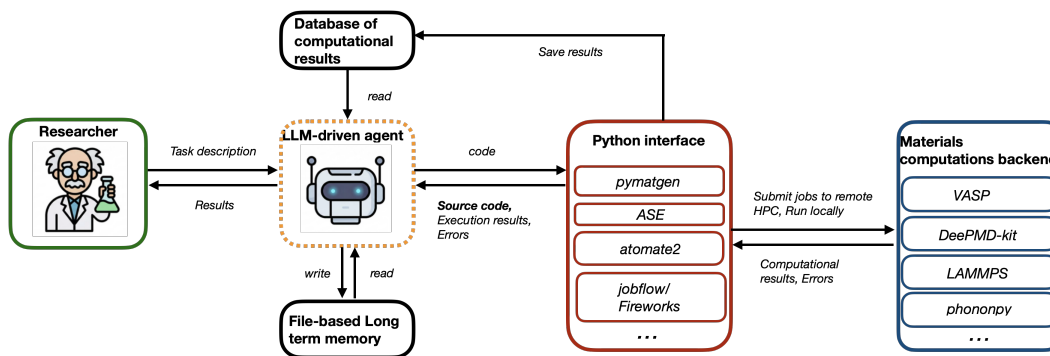 Database of
computational
results
Save results
read
Researcher
LLM-driven agent
Task description
Results
code
Source code,
Execution results,
Errors
write
read
File-based Long
term memory
Python interface
pymatgen
ASE
atomate2
jobflow/
Fireworks
...
Submit jobs to remote
HPC, Run locally
Computational
results, Errors
Materials
computations backend
VASP
DeePMD-kit
LAMMPS
phononpy
...